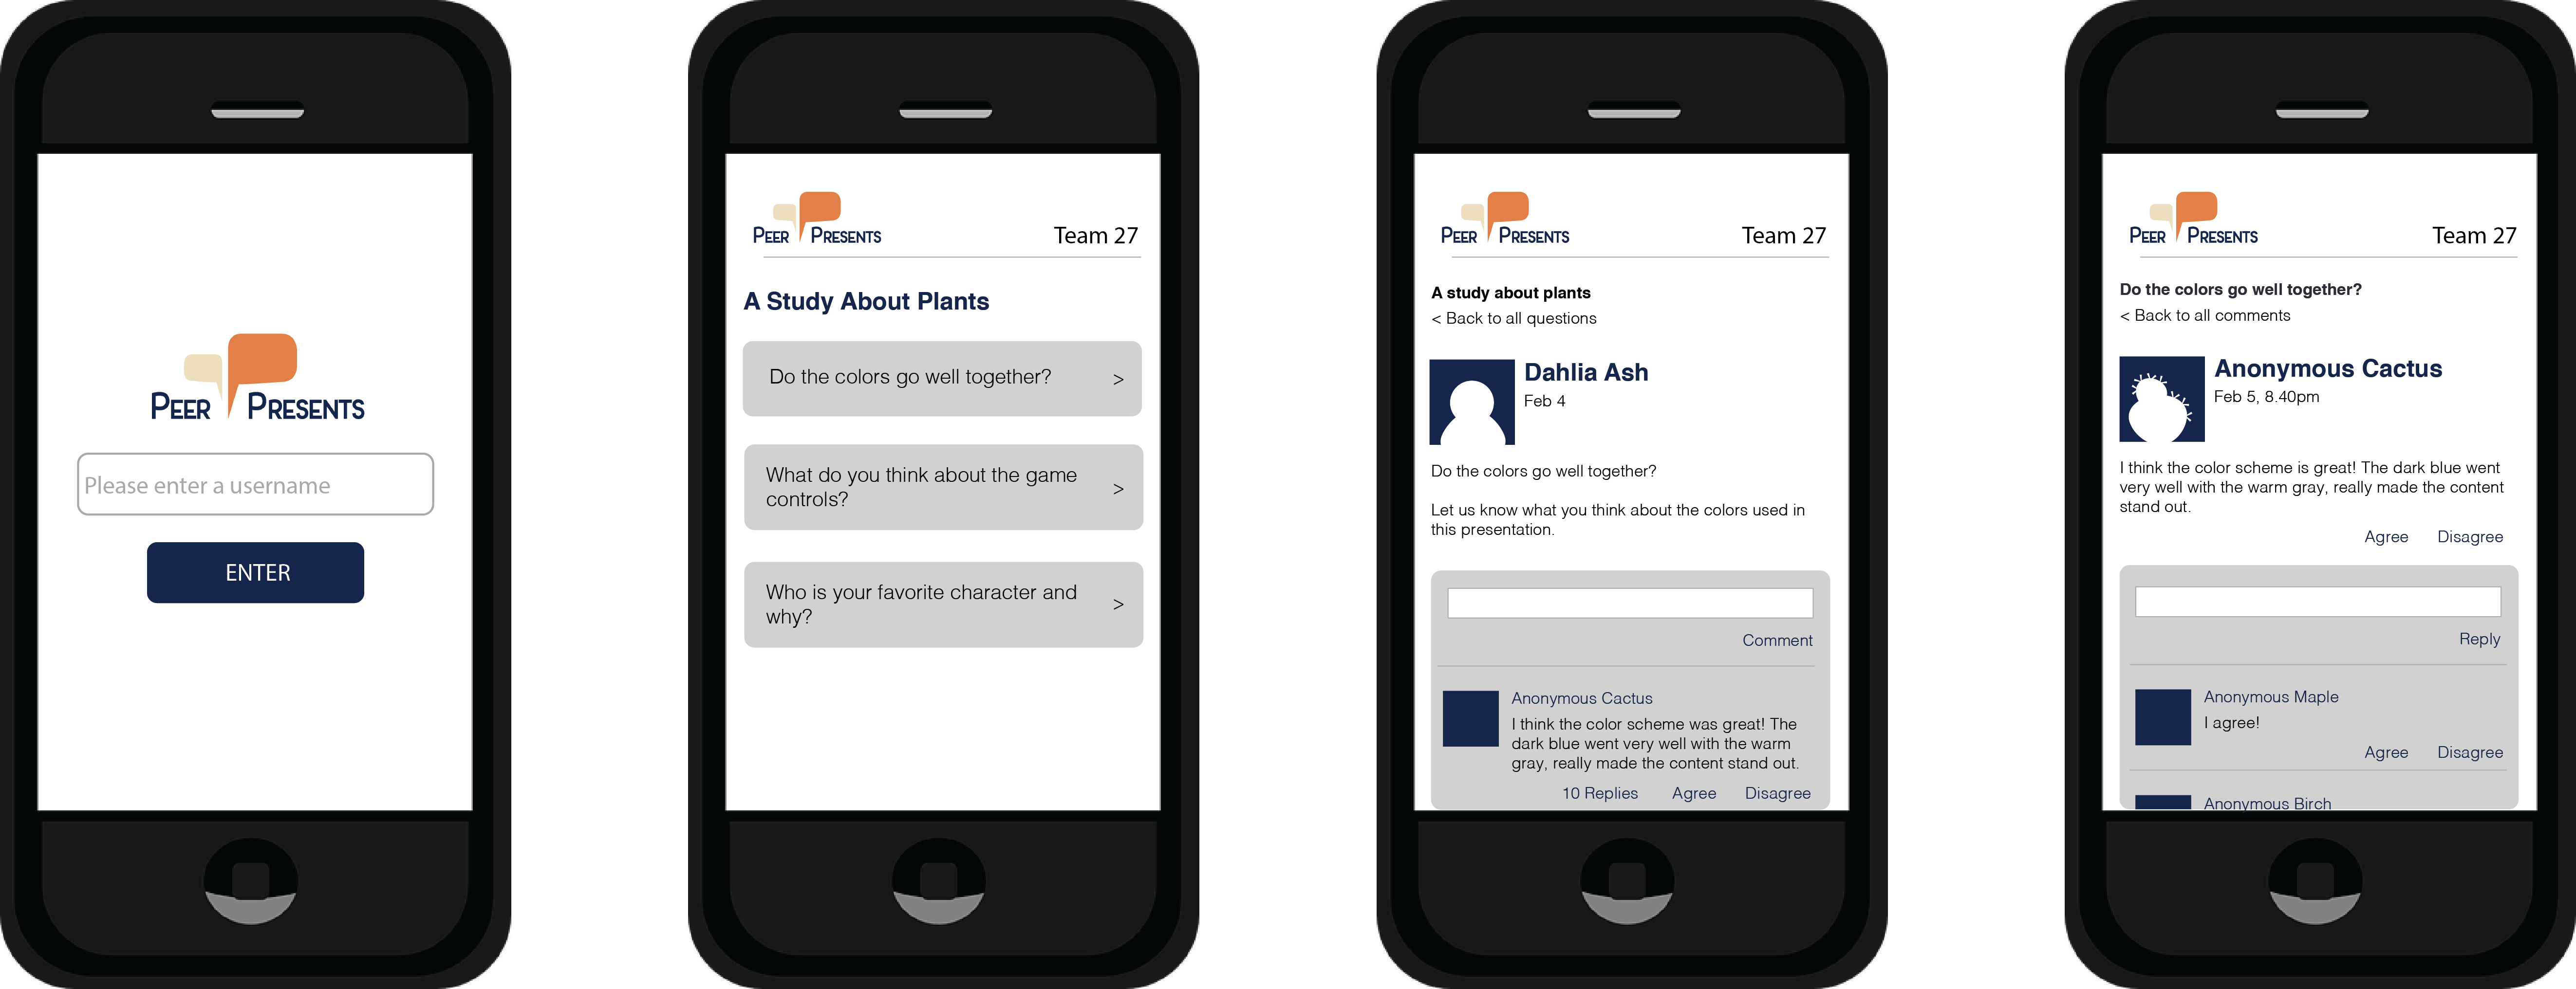 PEER PRESENTS
Please enter a username
ENTER
PEER PRESENTS
Team 27
A Study About Plants
Do the colors go well together?
>
What do you think about the game
controls?
>
Who is your favorite character and
why?
>
PEER PRESENTS
Team 27
A study about plants
< Back to all questions
Dahlia Ash
Feb 4
Do the colors go well together?
Let us know what you think about the colors used in
this presentation.
Comment
Anonymous Cactus
I think the color scheme was great! The
dark blue went very well with the warm
gray, really made the content stand out.
10 Replies Agree Disagree
PEER PRESENTS
Team 27
Do the colors go well together?
< Back to all comments
Anonymous Cactus
Feb 5, 8.40pm
I think the color scheme is great! The dark blue went
very well with the warm gray, really made the content
stand out.
Agree Disagree
Reply
Anonymous Maple
I agree!
Agree Disagree
Anonymous Birch